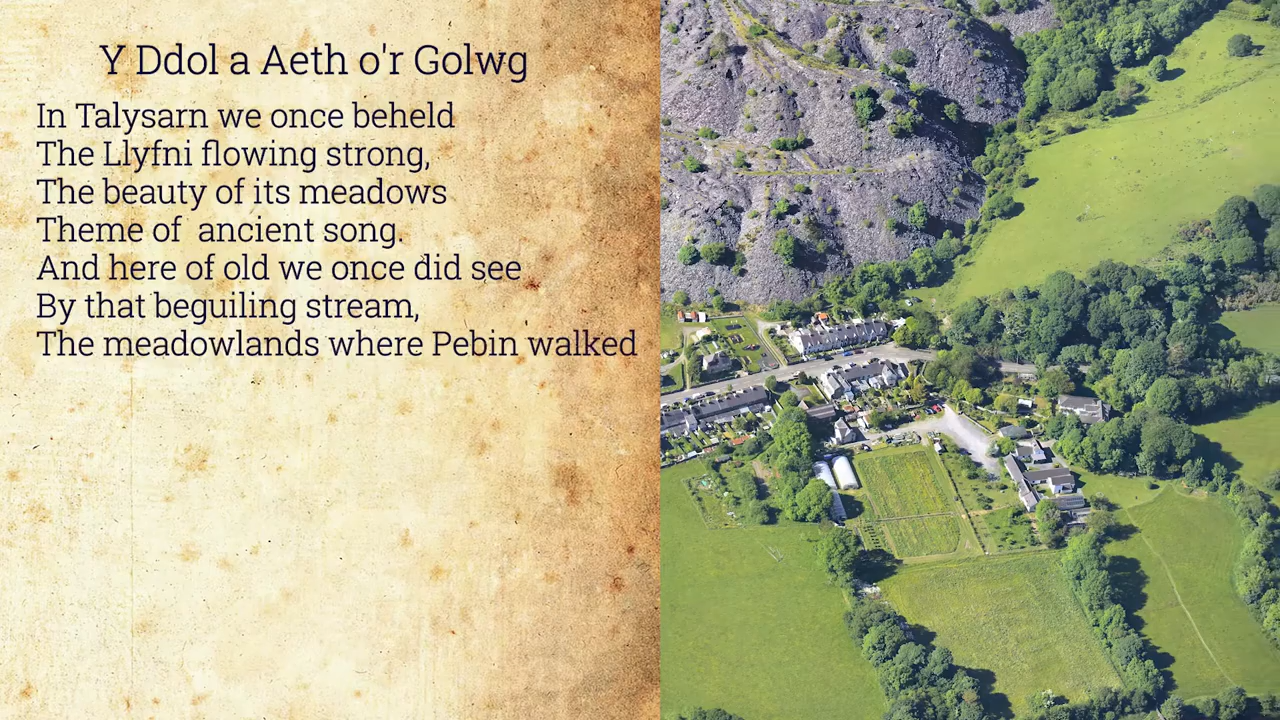 Y Ddol a Aeth o'r Golwg
In Talysarn we once beheld
The Llyfni flowing strong,
The beauty of its meadows
Theme of  ancient song.
And here of old we once did see
By that beguiling stream,
The meadowlands where Pebin walked